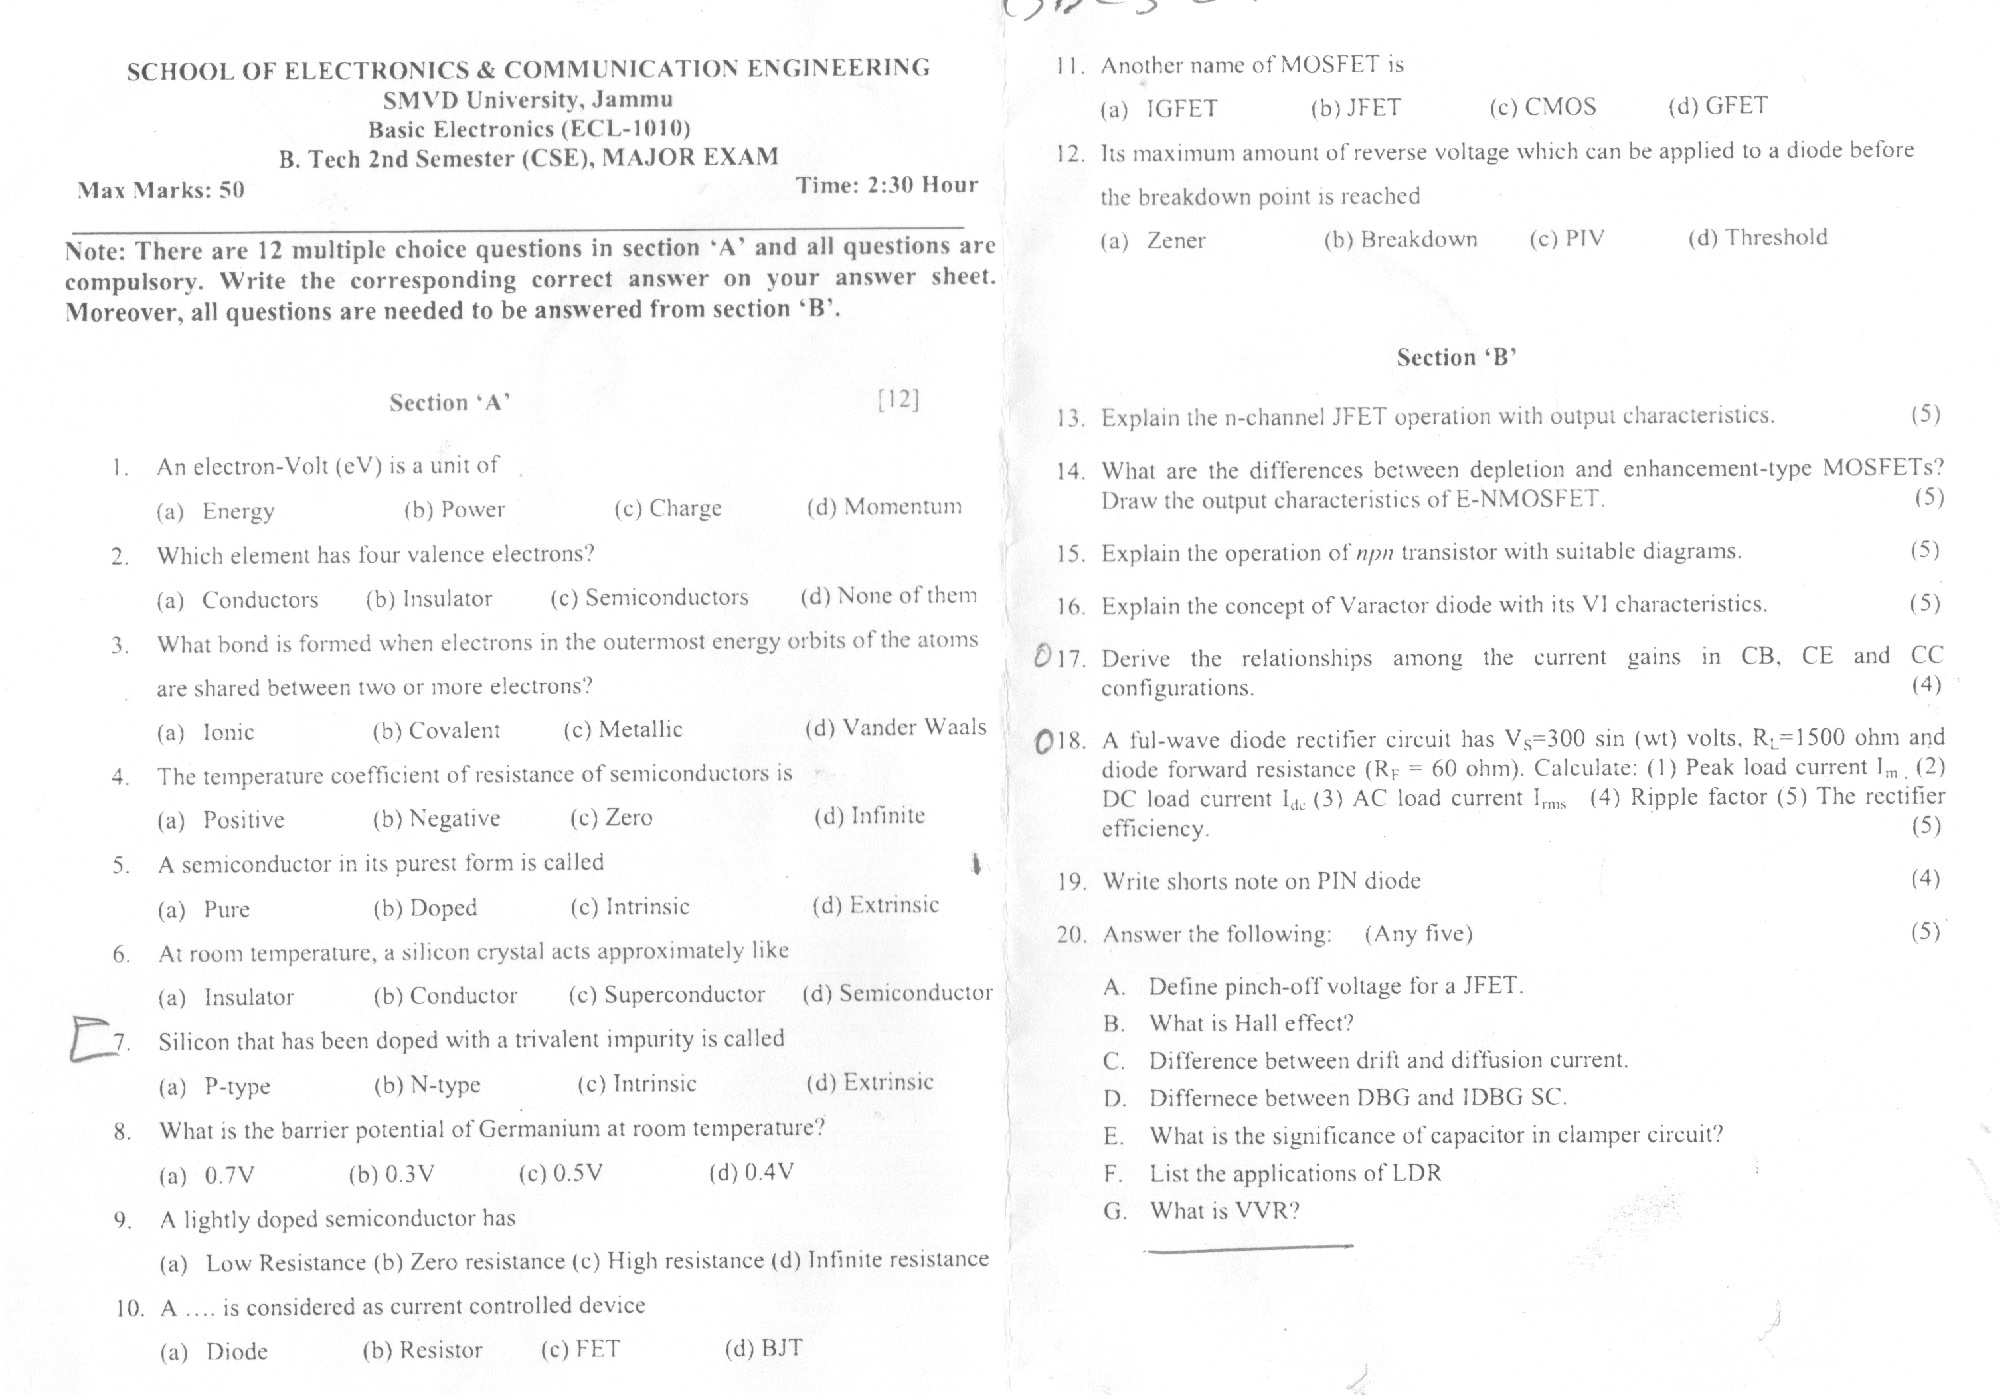 SCHOOL OF ELECTRONICS & COMMUNICATION ENGINEERING
SMVD University, Jammu
Basic Electronics (ECL-1010)
B. Tech 2nd Semester (CSE), MAJOR EXAM
Max Marks: 50 Time: 2:30 Hour
Note: There are 12 multiple choice questions in section ‘A’ and all questions are
compulsory. Write the corresponding correct answer on your answer sheet.
Moreover, all questions are needed to be answered from section ‘B’.
Section ‘A’ [12]
1. An electron-Volt (eV) is a unit of
(a) Energy (b) Power (c) Charge (d) Momentum
2. Which element has four valence electrons?
(a) Conductors (b) Insulator (c) Semiconductors (d) None of them
3. What bond is formed when electrons in the outermost energy orbits of the atoms
are shared between two or more electrons?
(a) Ionic (b) Covalent (c) Metallic (d) Vander Waals
4. The temperature coefficient of resistance of semiconductors is
(a) Positive (b) Negative (c) Zero (d) Infinite
5. A semiconductor in its purest form is called
(a) Pure (b) Doped (c) Intrinsic (d) Extrinsic
6. At room temperature, a silicon crystal acts approximately like
(a) Insulator (b) Conductor (c) Superconductor (d) Semiconductor
7. Silicon that has been doped with a trivalent impurity is called
(a) P-type (b) N-type (c) Intrinsic (d) Extrinsic
8. What is the barrier potential of Germanium at room temperature?
(a) 0.7V (b) 0.3V (c) 0.5V (d) 0.4V
9. A lightly doped semiconductor has
(a) Low Resistance (b) Zero resistance (c) High resistance (d) Infinite resistance
10. A .... is considered as current controlled device
(a) Diode (b) Resistor (c) FET (d) BJT
11. Another name of MOSFET is
(a) IGFET (b) JFET (c) CMOS (d) GFET
12. Its maximum amount of reverse voltage which can be applied to a diode before
the breakdown point is reached
(a) Zener (b) Breakdown (c) PIV (d) Threshold
Section ‘B’
13. Explain the n-channel JFET operation with output characteristics. (5)
14. What are the differences between depletion and enhancement-type MOSFETs?
Draw the output characteristics of E-NMOSFET. (5)
15. Explain the operation of npn transistor with suitable diagrams. (5)
16. Explain the concept of Varactor diode with its VI characteristics. (5)
17. Derive the relationships among the current gains in CB, CE and CC
configurations. (4)
18. A ful-wave diode rectifier circuit has VS=300 sin (wt) volts, RL=1500 ohm and
diode forward resistance (RF = 60 ohm). Calculate: (1) Peak load current Im , (2)
DC load current Idc (3) AC load current Irms (4) Ripple factor (5) The rectifier
efficiency. (5)
19. Write shorts note on PIN diode (4)
20. Answer the following: (Any five) (5)
A. Define pinch-off voltage for a JFET.
B. What is Hall effect?
C. Difference between drift and diffusion current.
D. Differnece between DBG and IDBG SC.
E. What is the significance of capacitor in clamper circuit?
F. List the applications of LDR
G. What is VVR?